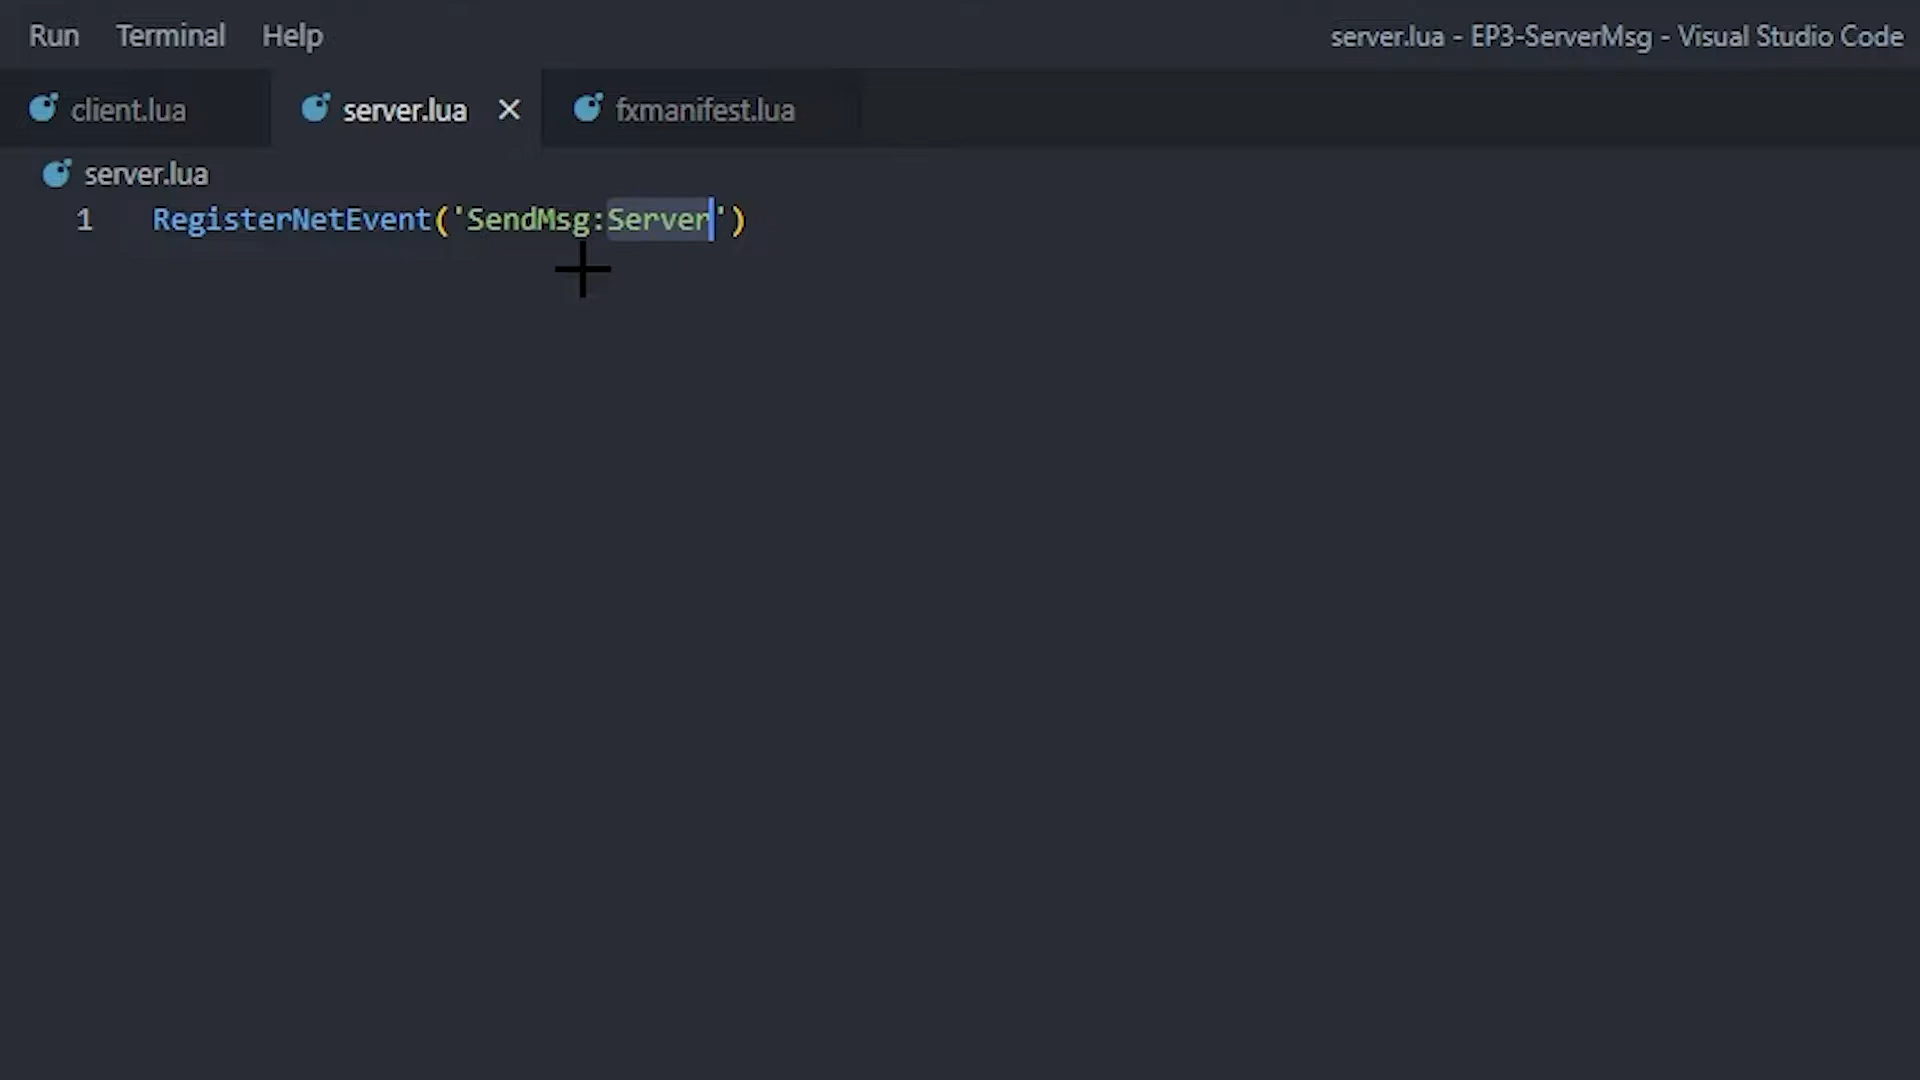 Run Terminal Help server.lua - EP3-ServerMsg - Visual Studio Code
client.lua server.lua × fxmanifest.lua
server.lua
1 RegisterNetEvent('SendMsg:Server')